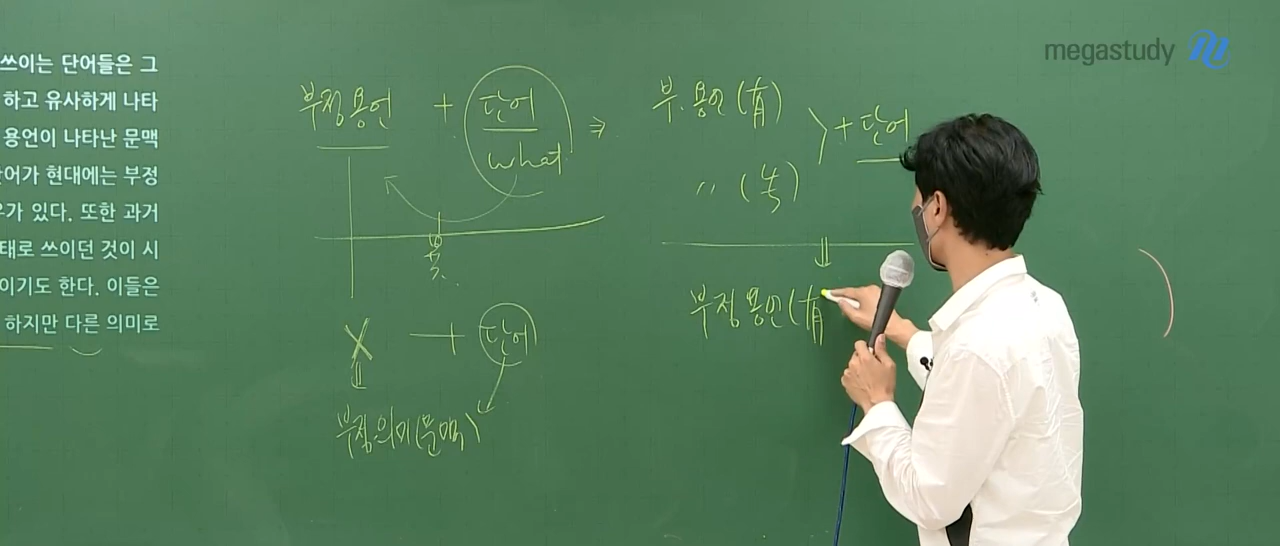 megastudy
쓰이는 단어들은 그
하고 유사하게 나타
용언이 나타난 문맥
단어가 현대에는 부정
우가 있다. 또한 과거
태로 쓰이던 것이 시
이기도 한다. 이들은
하지만 다른 의미로
부정용언 + 단어 ⇒
what
X + 단어
부정의미(문맥)
부.용언(有)
+ 단어
〃
부정용언(有